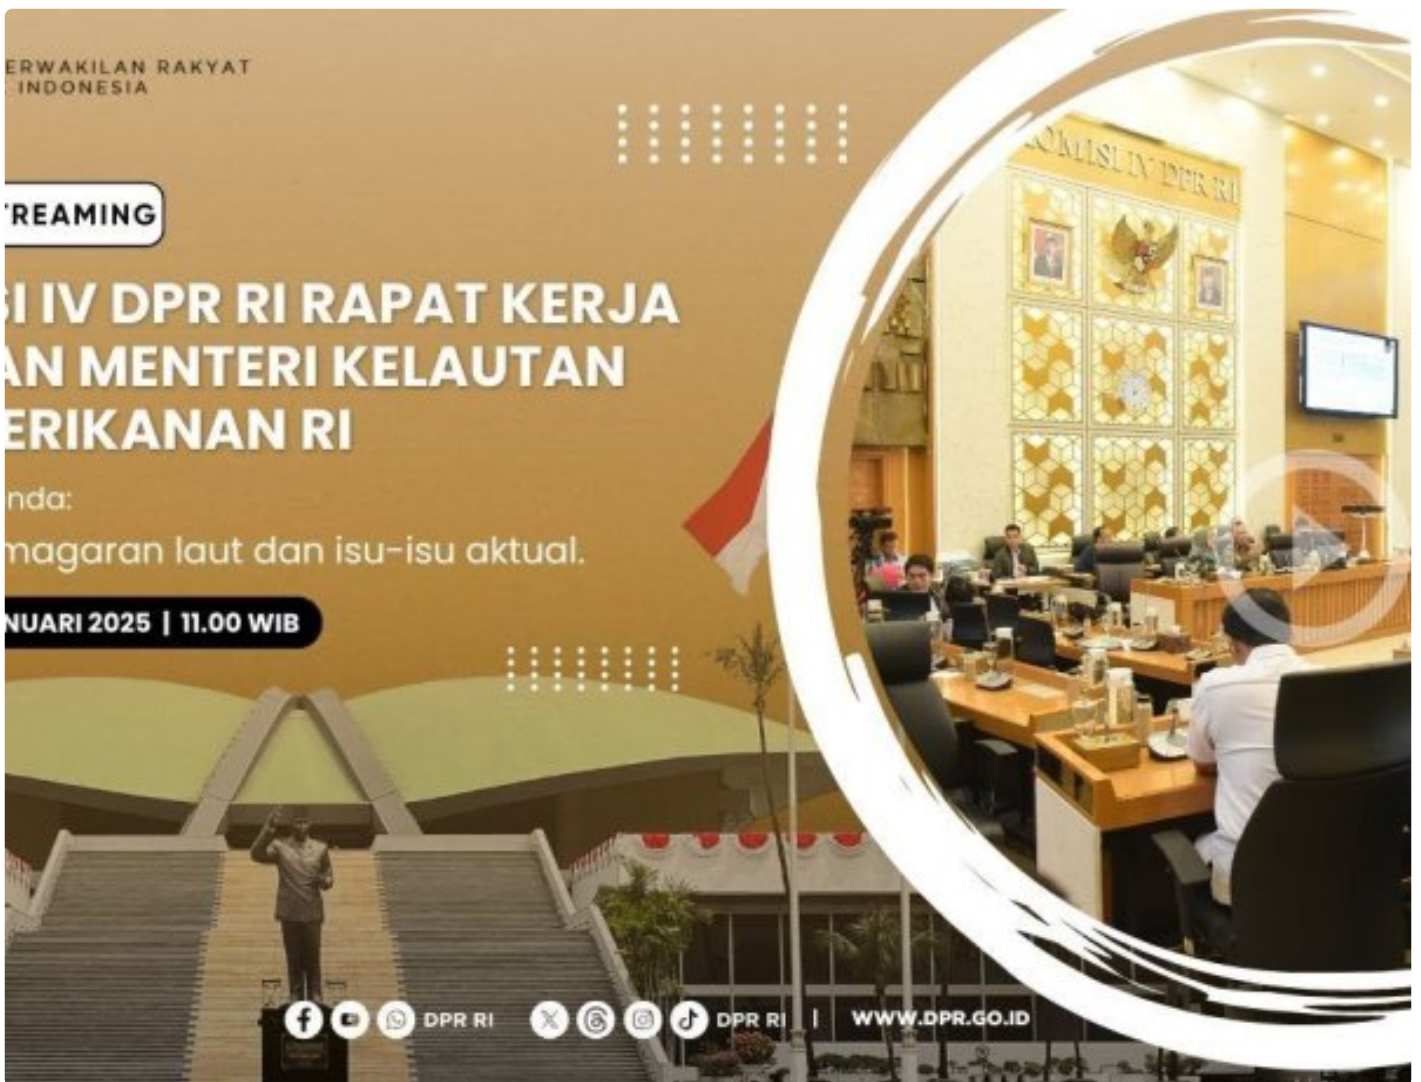 ERWAKILAN RAKYAT
INDONESIA
TREAMING
SI IV DPR RI RAPAT KERJA
AN MENTERI KELAUTAN
ERIKANAN RI
nda:
magaran laut dan isu-isu aktual.
NUARI 2025 | 11.00 WIB
KOMISI IV DPR RI
DPR RI
DPR RI | WWW.DPR.GO.ID